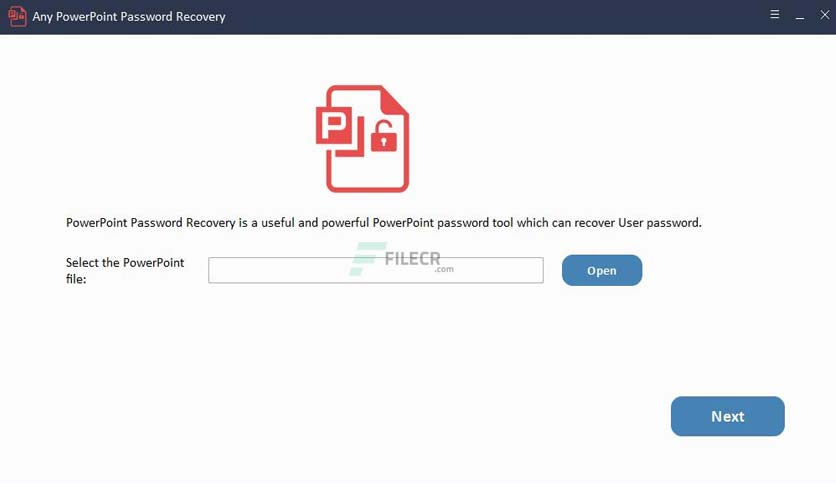 Any PowerPoint Password Recovery
P
PowerPoint Password Recovery is a useful and powerful PowerPoint password tool which can recover User password.
Select the PowerPoint
file:
FILECR
.com
Open
Next